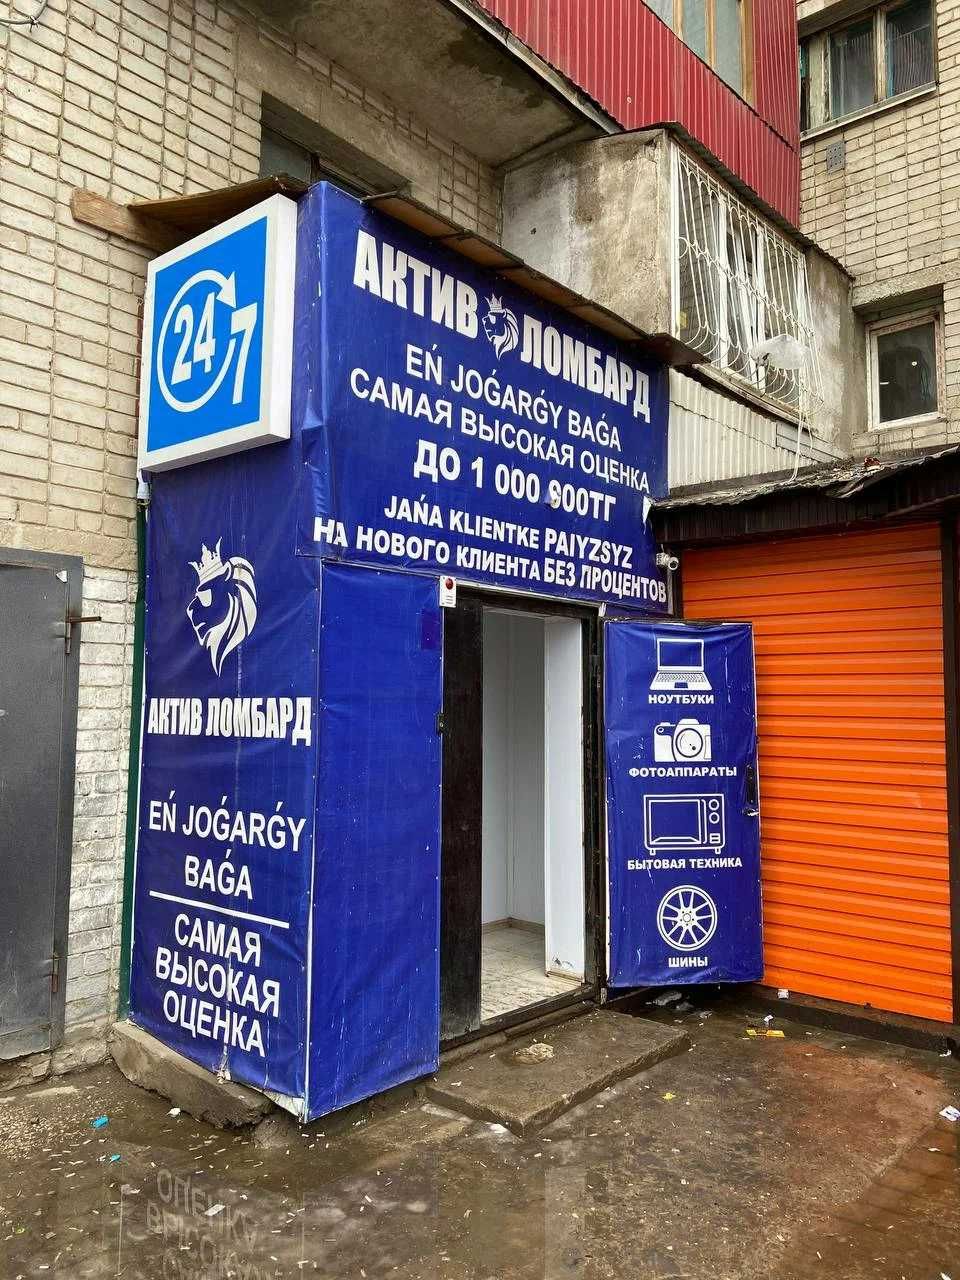 24
7
АКТИВ ЛОМБАРД
EŃ JOǴARǴY BAǴA
САМАЯ ВЫСОКАЯ ОЦЕНКА
ДО 1 000 000ТГ
JAŃA KLIENTKE PAIYZSYZ
НА НОВОГО КЛИЕНТА БЕЗ ПРОЦЕНТОВ
АКТИВ ЛОМБАРД
EŃ JOǴARǴY
BAǴA
САМАЯ
ВЫСОКАЯ
ОЦЕНКА
НОУТБУКИ
ФОТОАППАРАТЫ
БЫТОВАЯ ТЕХНИКА
ШИНЫ